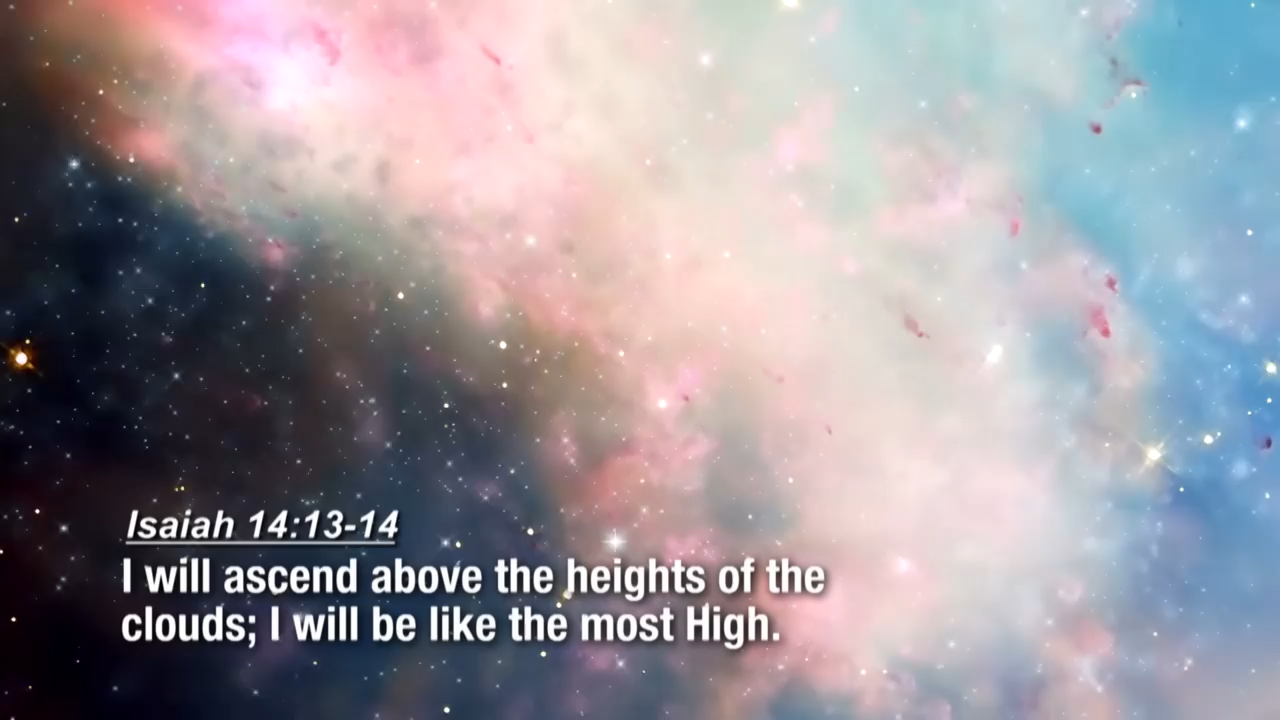 Isaiah 14:13-14
I will ascend above the heights of the
clouds; I will be like the most High.